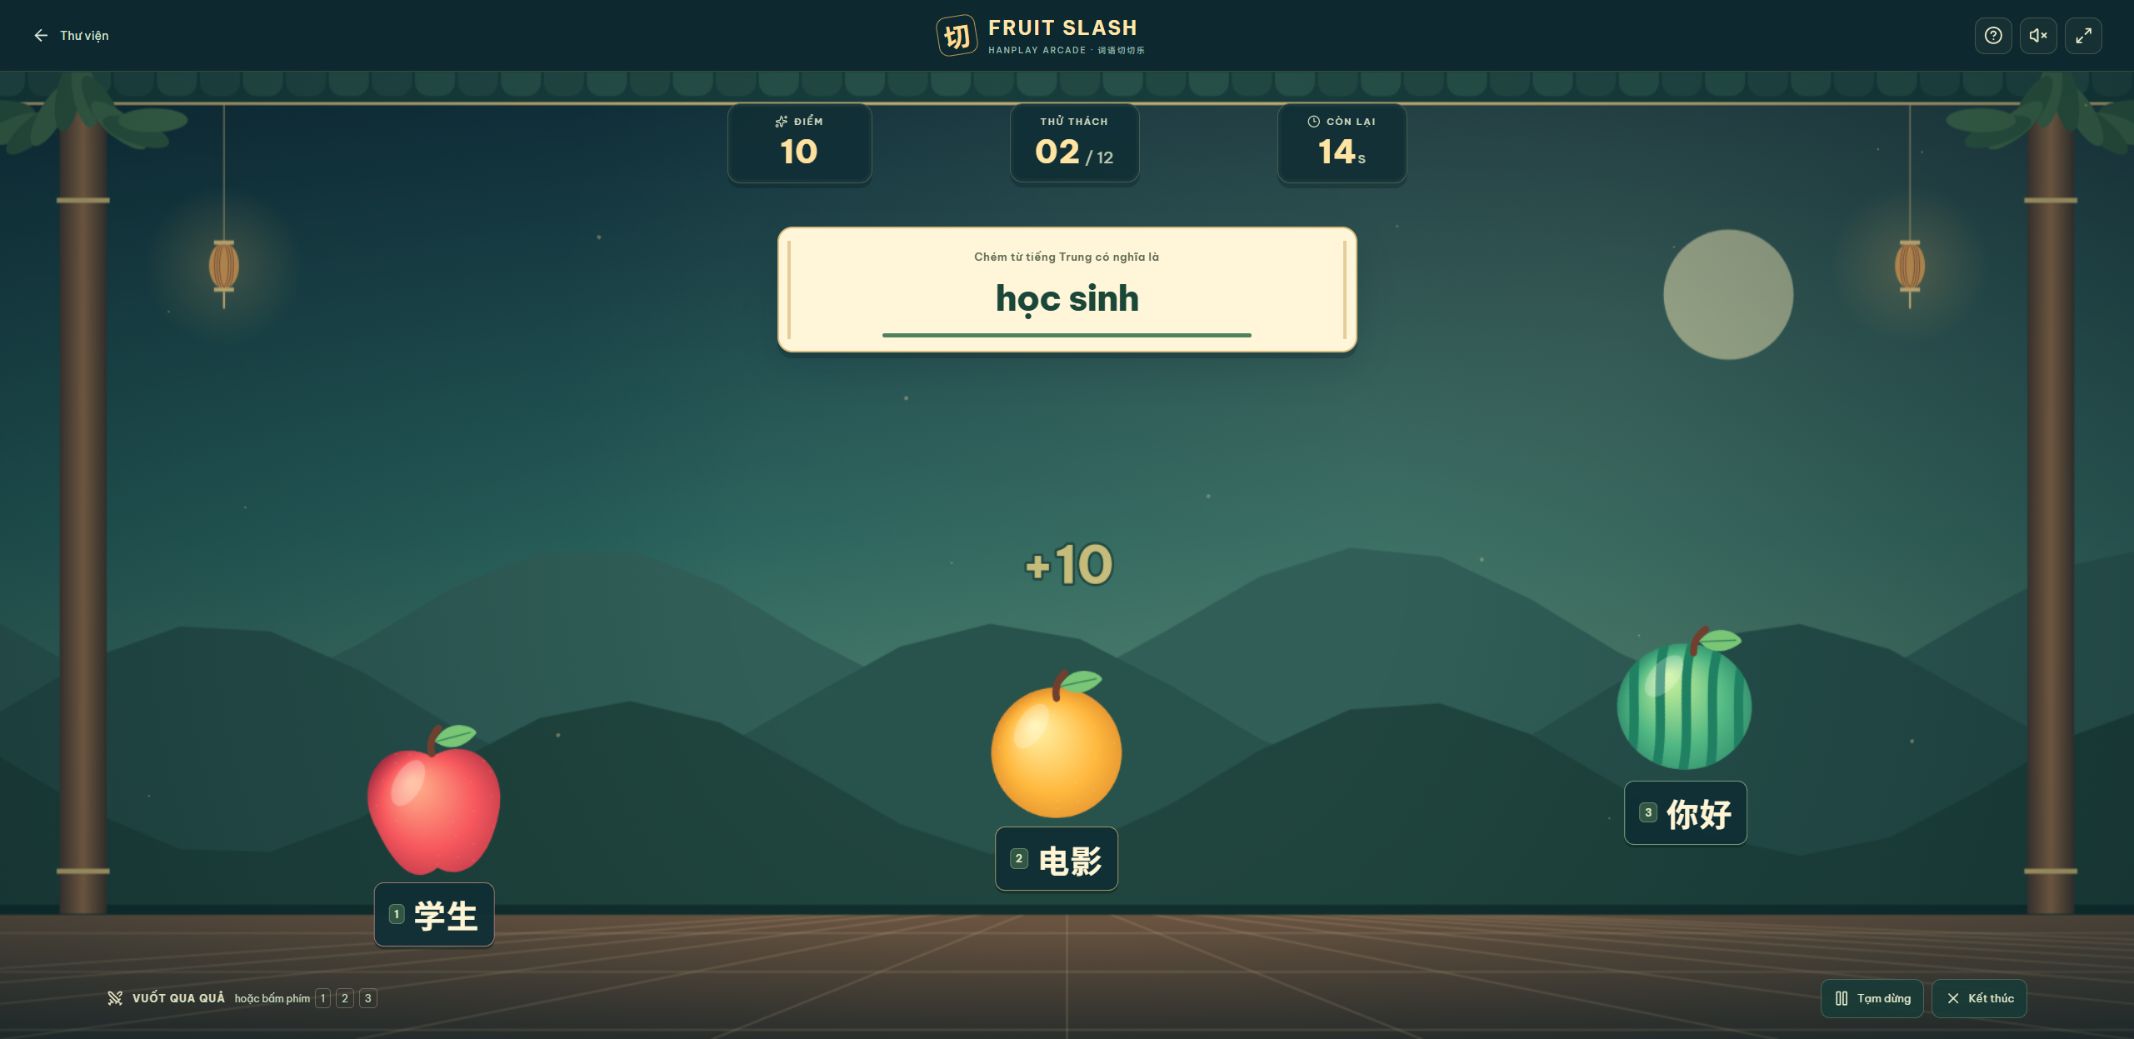 Thư viện
切
FRUIT SLASH
HANPLAY ARCADE · 词语切切乐
ĐIỂM
10
THỬ THÁCH
02 / 12
CÒN LẠI
14s
Chém từ tiếng Trung có nghĩa là
học sinh
+10
1 学生
2 电影
3 你好
VUỐT QUA QUẢ hoặc bấm phím 1 2 3
Tạm dừng
Kết thúc